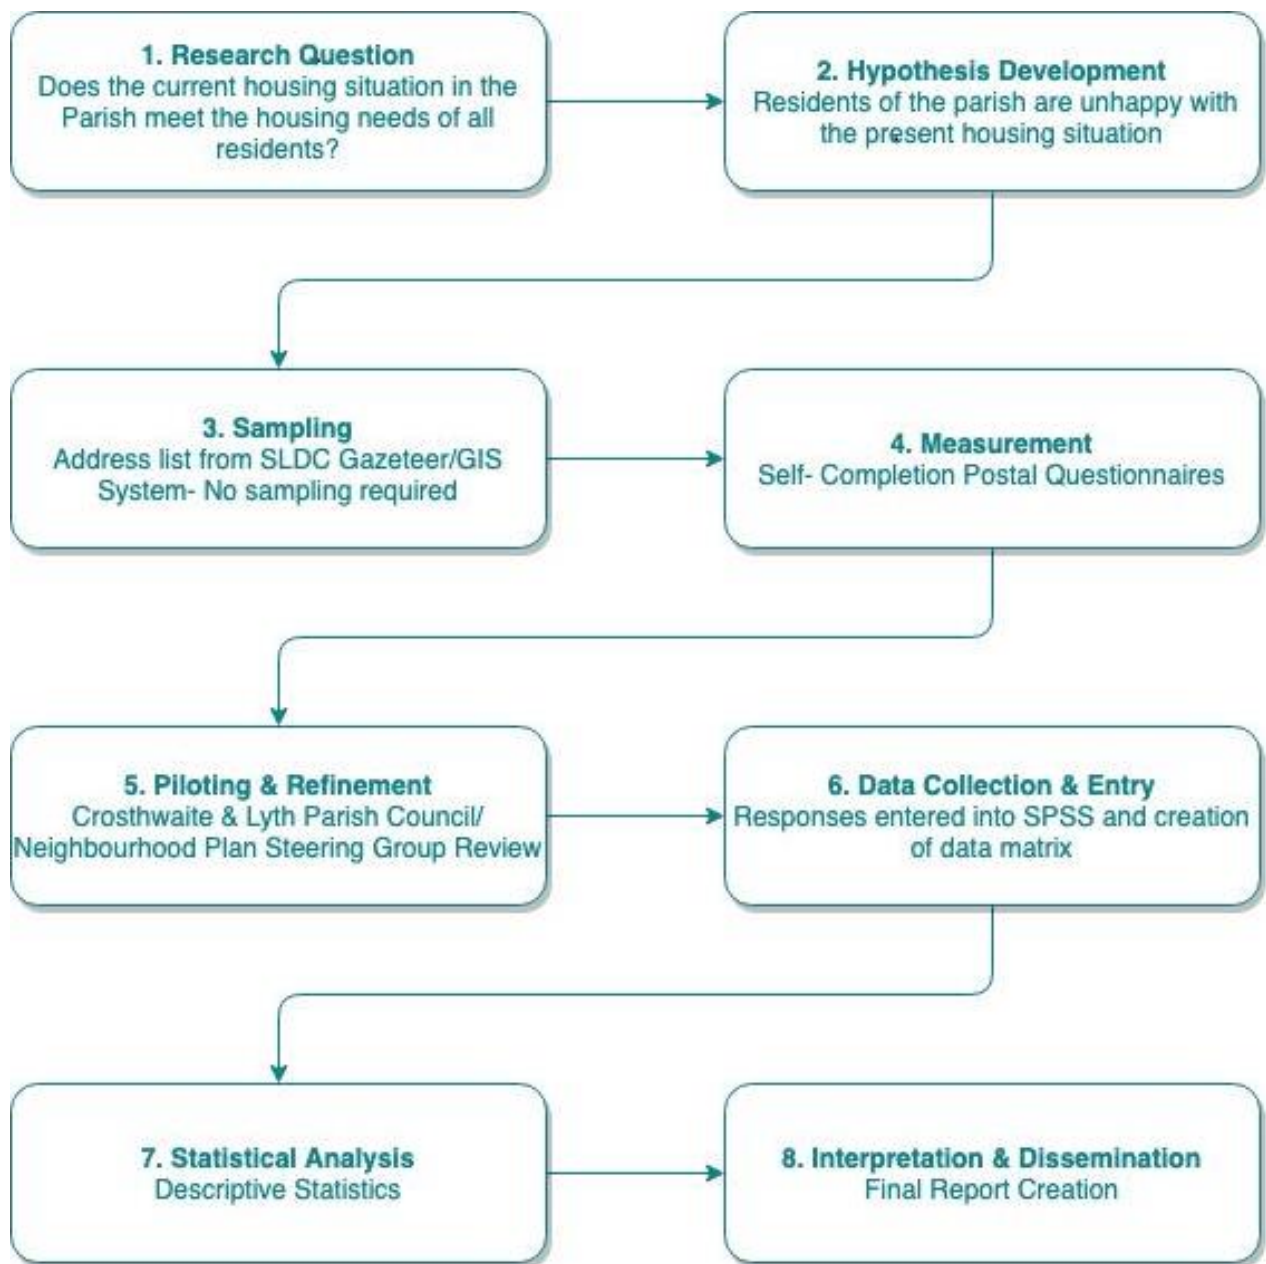 1. Research Question
Does the current housing situation in the
Parish meet the housing needs of all
residents?
2. Hypothesis Development
Residents of the parish are unhappy with
the present housing situation
3. Sampling
Address list from SLDC Gazeteer/GIS
System- No sampling required
4. Measurement
Self- Completion Postal Questionnaires
5. Piloting & Refinement
Crosthwaite & Lyth Parish Council/
Neighbourhood Plan Steering Group Review
6. Data Collection & Entry
Responses entered into SPSS and creation
of data matrix
7. Statistical Analysis
Descriptive Statistics
8. Interpretation & Dissemination
Final Report Creation